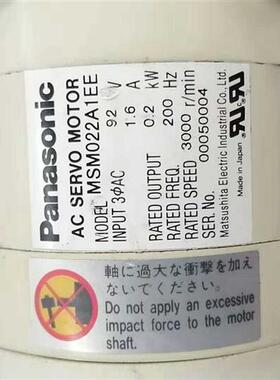 Panasonic
AC SERVO MOTOR
MODEL MSM022A1EE
INPUT 3ØAC 92 V
1.6 A
RATED OUTPUT 0.2 kW
RATED FREQ. 200 Hz
RATED SPEED 3000 r/min
SER.No. 00050004
Matsushita Electric Industrial Co., Ltd.
Made in Japan
軸に過大な衝撃を加え
ないでください。
Do not apply an excessive
impact force to the motor
shaft.